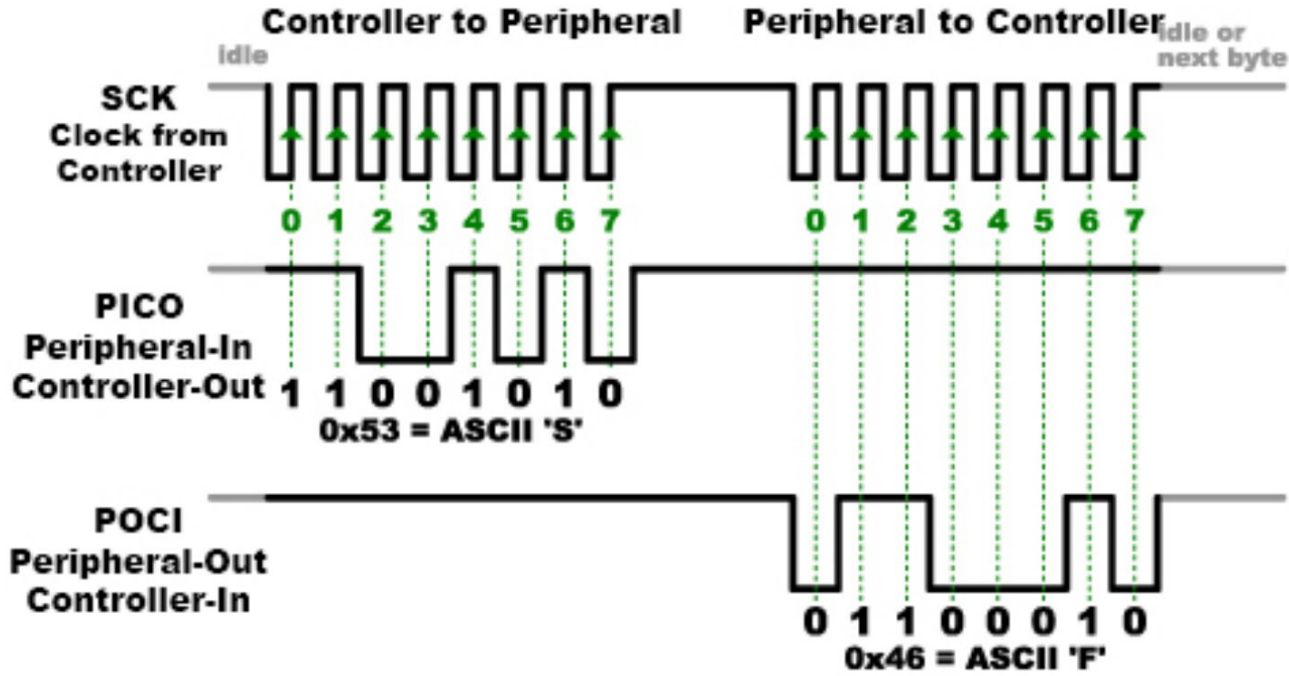 Controller to Peripheral
Peripheral to Controller
idle
idle or
next byte
SCK
Clock from
Controller
0 1 2 3 4 5 6 7
0 1 2 3 4 5 6 7
PICO
Peripheral-In
Controller-Out
1 1 0 0 1 0 1 0
0x53 = ASCII 'S'
POCI
Peripheral-Out
Controller-In
0 1 1 0 0 0 1 0
0x46 = ASCII 'F'